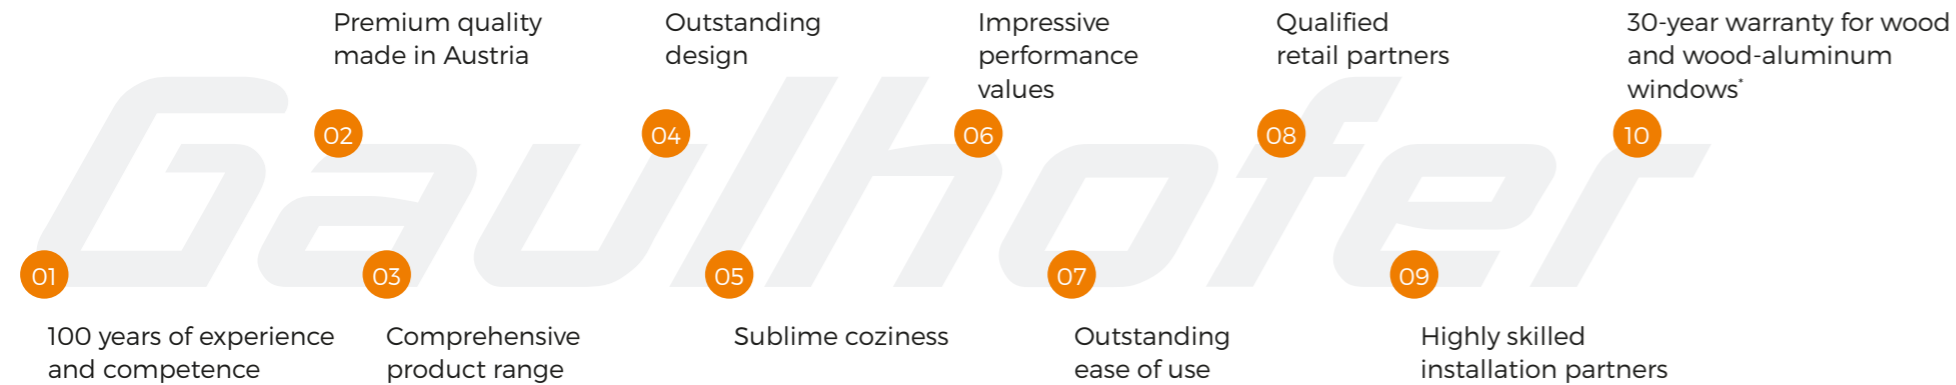 Gaulhofer
01
100 years of experience
and competence
02
Premium quality
made in Austria
03
Comprehensive
product range
04
Outstanding
design
05
Sublime coziness
06
Impressive
performance
values
07
Outstanding
ease of use
08
Qualified
retail partners
09
Highly skilled
installation partners
10
30-year warranty for wood
and wood-aluminum
windows*